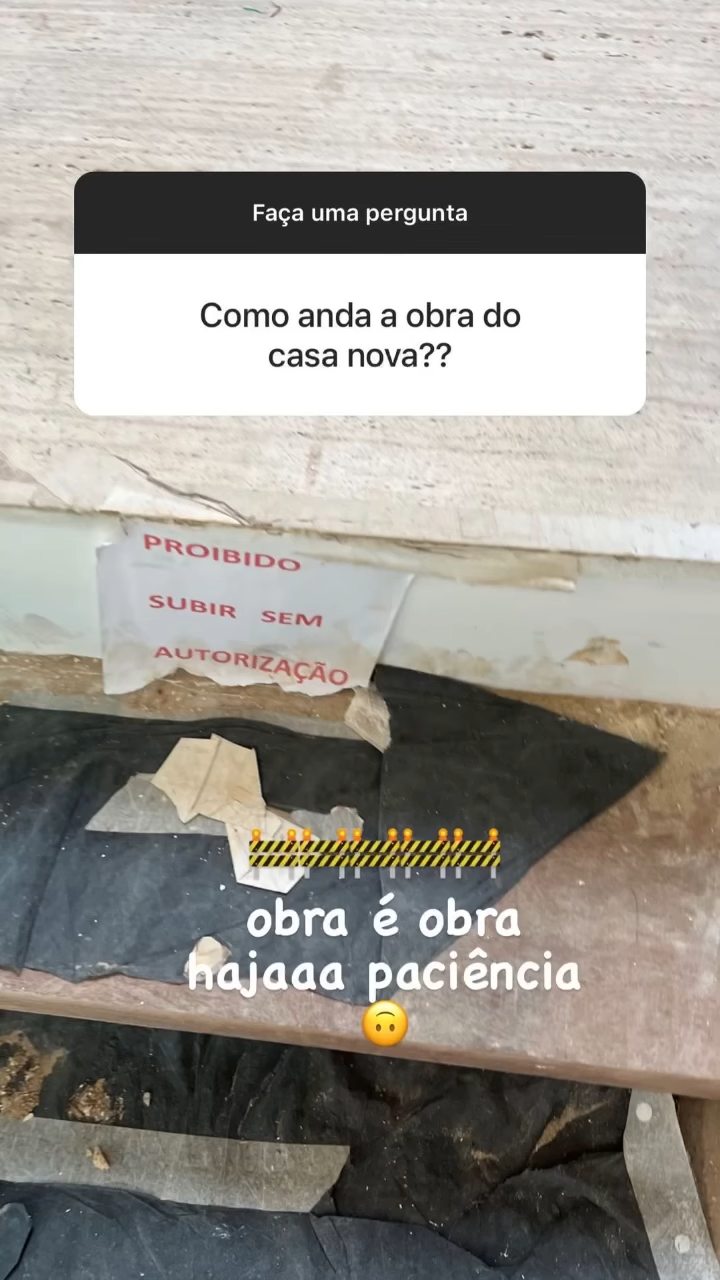 Faça uma pergunta
Como anda a obra do
casa nova??
PROIBIDO
SUBIR SEM
AUTORIZAÇÃO
obra é obra
hajaaa paciência